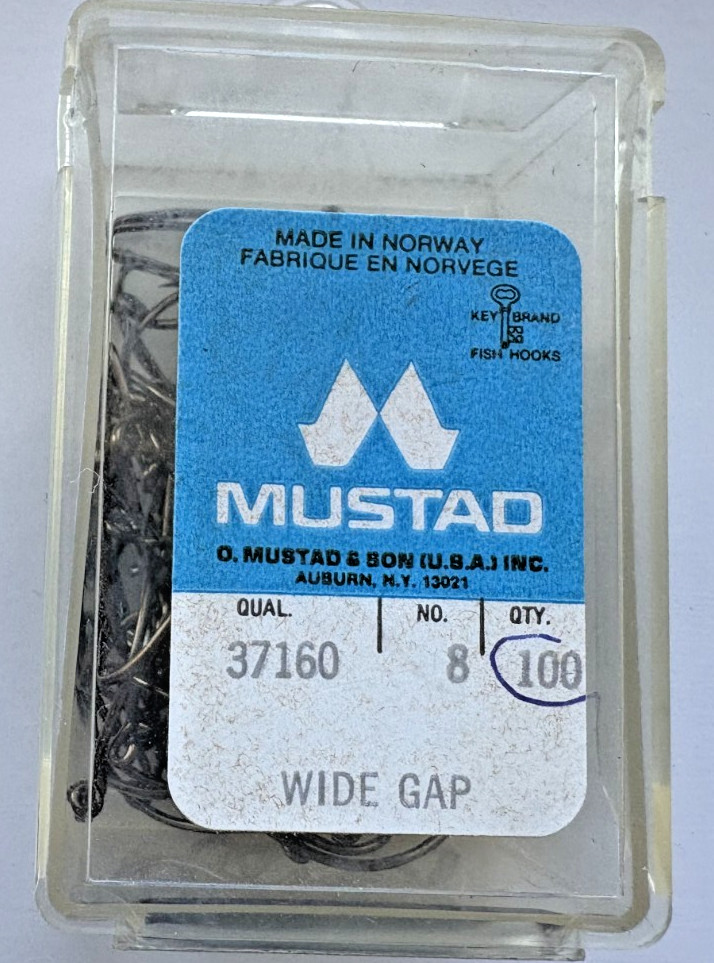 MADE IN NORWAY
FABRIQUE EN NORVEGE
KEY BRAND
FISH HOOKS
MUSTAD
O. MUSTAD & SON (U.S.A.) INC.
AUBURN, N.Y. 13021
QUAL. NO. QTY.
37160 8 100
WIDE GAP